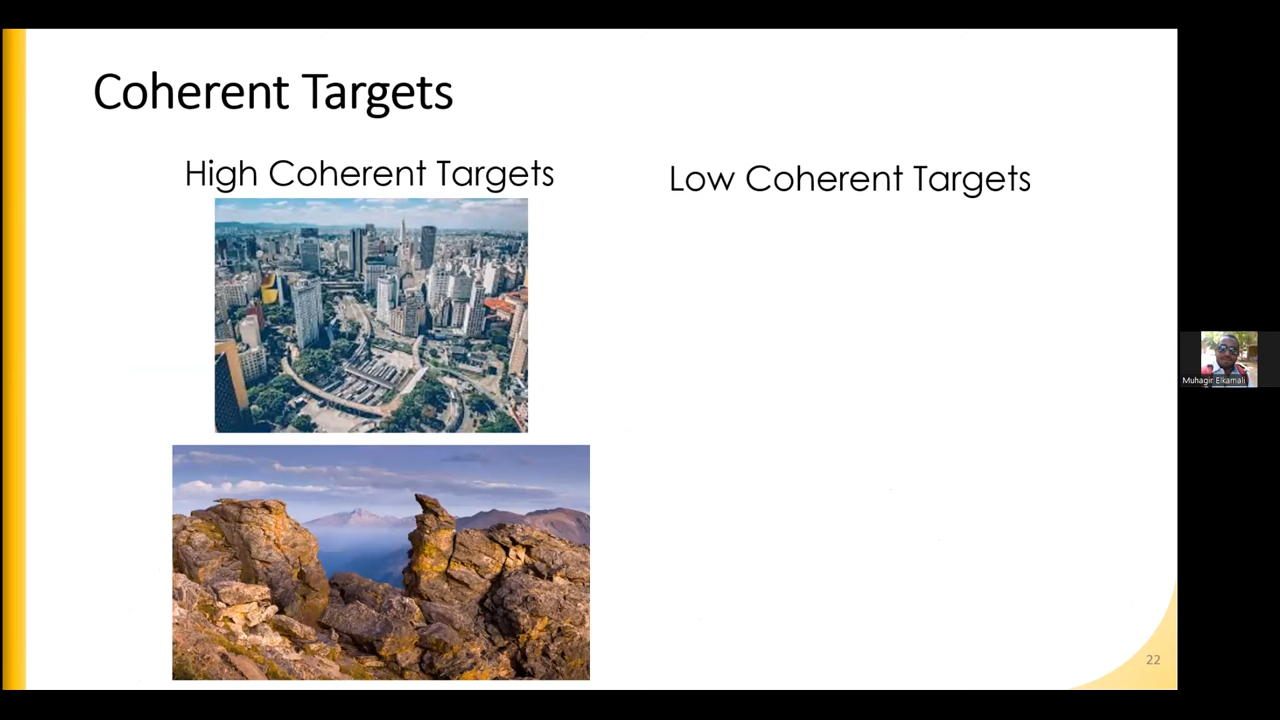 Coherent Targets
High Coherent Targets
Low Coherent Targets
Muhagir Elkamali
22